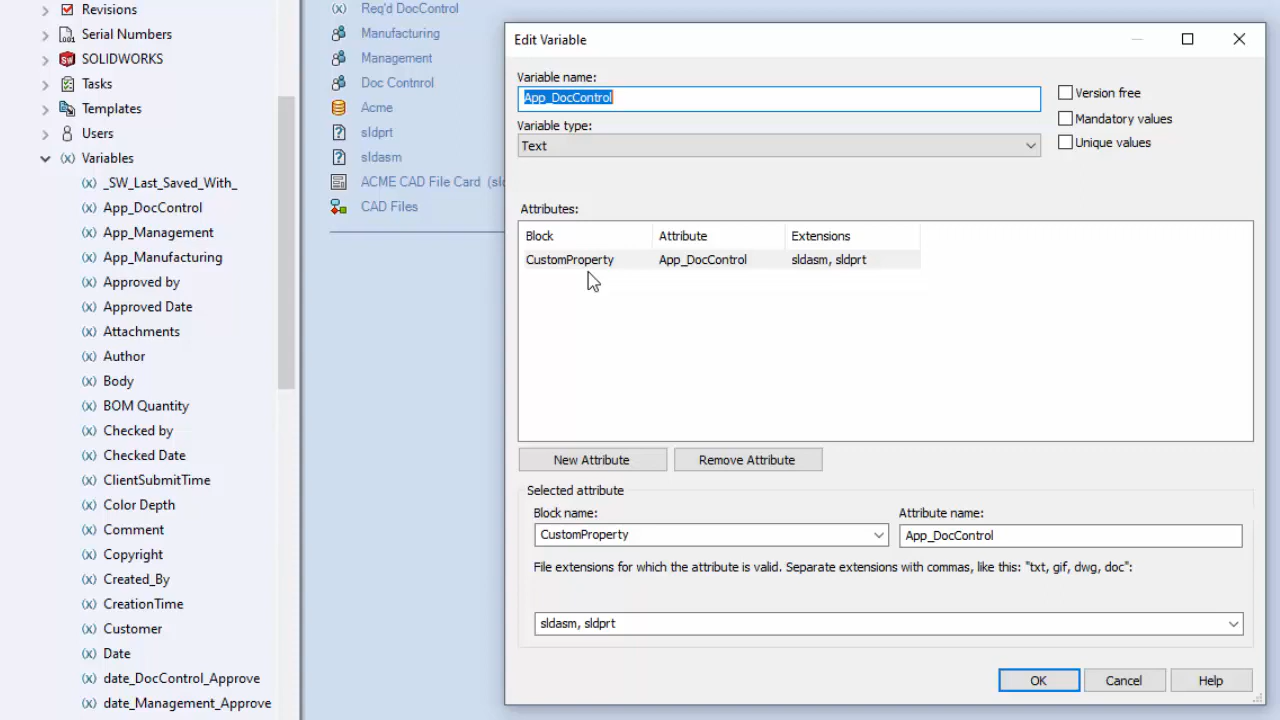 Revisions
Serial Numbers
SOLIDWORKS
Tasks
Templates
Users
(x) Variables
(x) _SW_Last_Saved_With_
(x) App_DocControl
(x) App_Management
(x) App_Manufacturing
(x) Approved by
(x) Approved Date
(x) Attachments
(x) Author
(x) Body
(x) BOM Quantity
(x) Checked by
(x) Checked Date
(x) ClientSubmitTime
(x) Color Depth
(x) Comment
(x) Copyright
(x) Created_By
(x) CreationTime
(x) Customer
(x) Date
(x) date_DocControl_Approve
(x) date_Management_Approve
(x) Req'd DocControl
Manufacturing
Management
Doc Contnrol
Acme
sldprt
sldasm
ACME CAD File Card (slo
CAD Files
Edit Variable
Variable name:
App_DocControl
Variable type:
Text
Version free
Mandatory values
Unique values
Attributes:
Block Attribute Extensions
CustomProperty App_DocControl sldasm, sldprt
New Attribute Remove Attribute
Selected attribute
Block name: Attribute name:
CustomProperty App_DocControl
File extensions for which the attribute is valid. Separate extensions with commas, like this: "txt, gif, dwg, doc":
sldasm, sldprt
OK Cancel Help